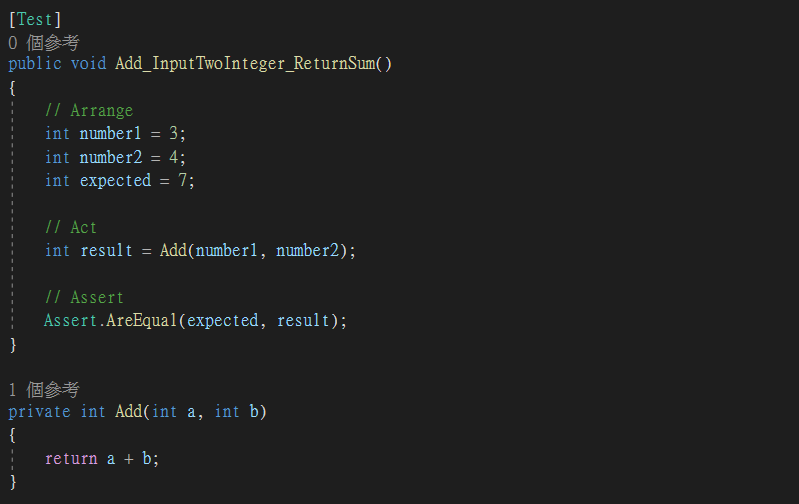 [Test]
0 個參考
public void Add_InputTwoInteger_ReturnSum()
{
    // Arrange
    int number1 = 3;
    int number2 = 4;
    int expected = 7;

    // Act
    int result = Add(number1, number2);

    // Assert
    Assert.AreEqual(expected, result);
}

1 個參考
private int Add(int a, int b)
{
    return a + b;
}